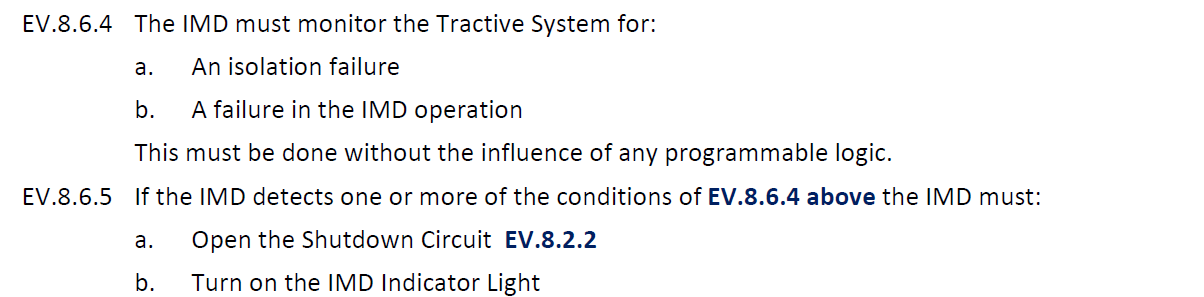 EV.8.6.4 The IMD must monitor the Tractive System for:
a. An isolation failure
b. A failure in the IMD operation
This must be done without the influence of any programmable logic.
EV.8.6.5 If the IMD detects one or more of the conditions of EV.8.6.4 above the IMD must:
a. Open the Shutdown Circuit EV.8.2.2
b. Turn on the IMD Indicator Light